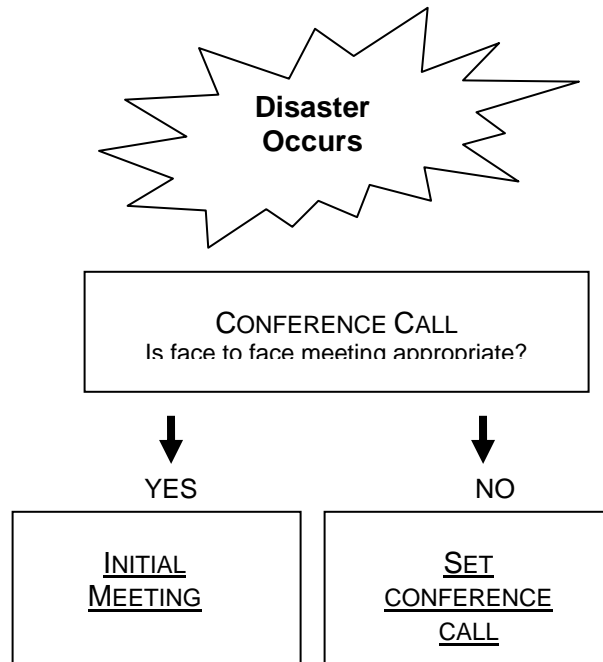 Disaster
Occurs
CONFERENCE CALL
Is face to face meeting appropriate?
YES
NO
INITIAL
MEETING
SET
CONFERENCE
CALL